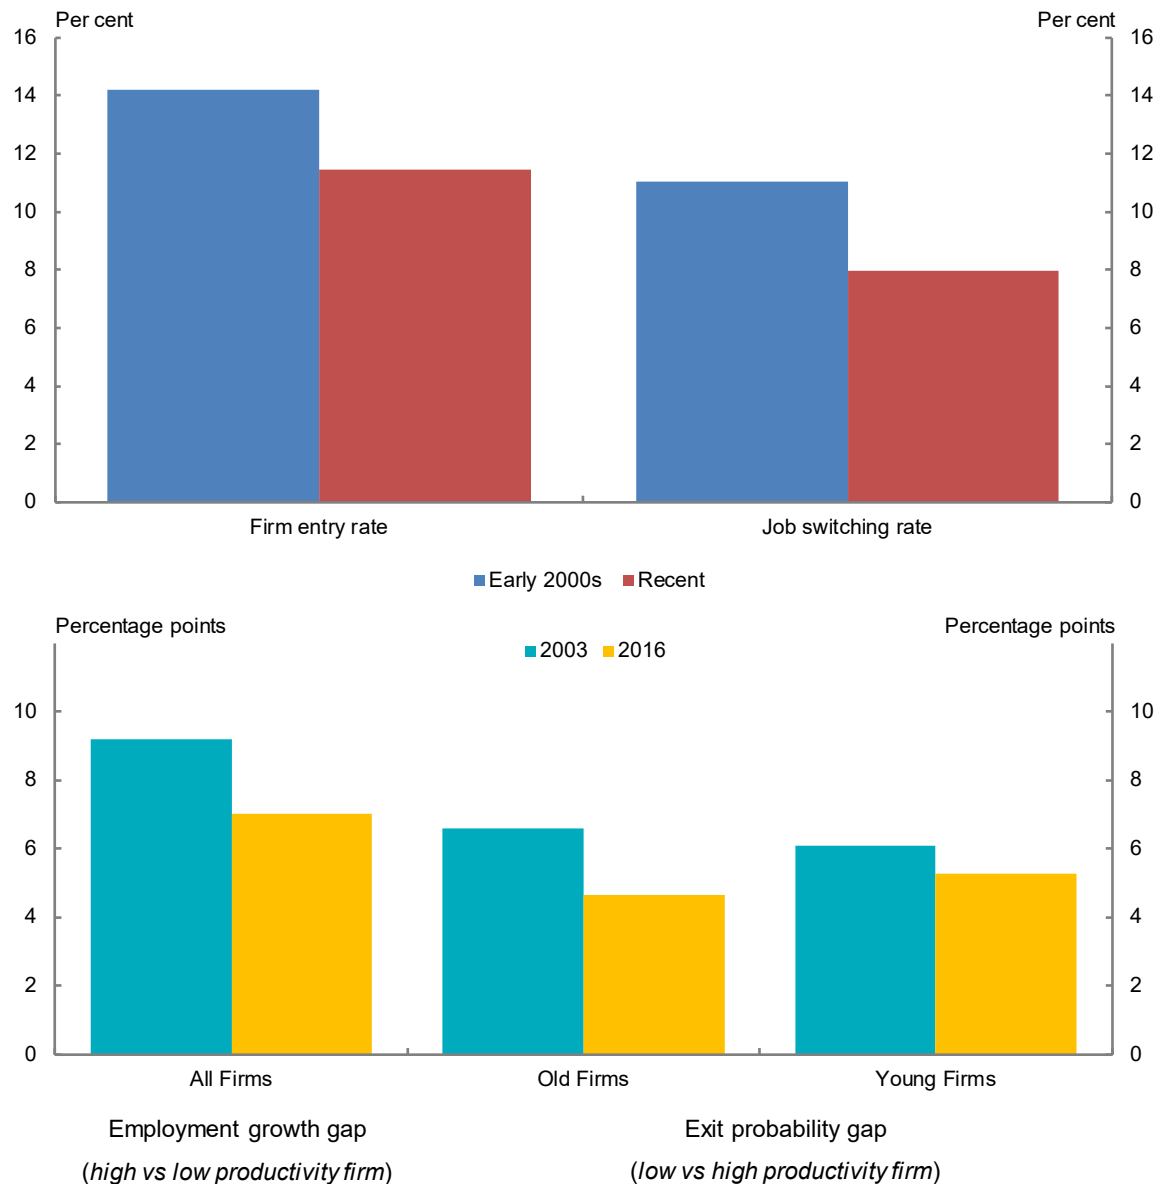 Per cent Per cent
16 16
14 14
12 12
10 10
8 8
6 6
4 4
2 2
0 0
Firm entry rate Job switching rate
Early 2000s Recent
Percentage points Percentage points
2003 2016
10 10
8 8
6 6
4 4
2 2
0 0
All Firms Old Firms Young Firms
Employment growth gap Exit probability gap
(high vs low productivity firm) (low vs high productivity firm)